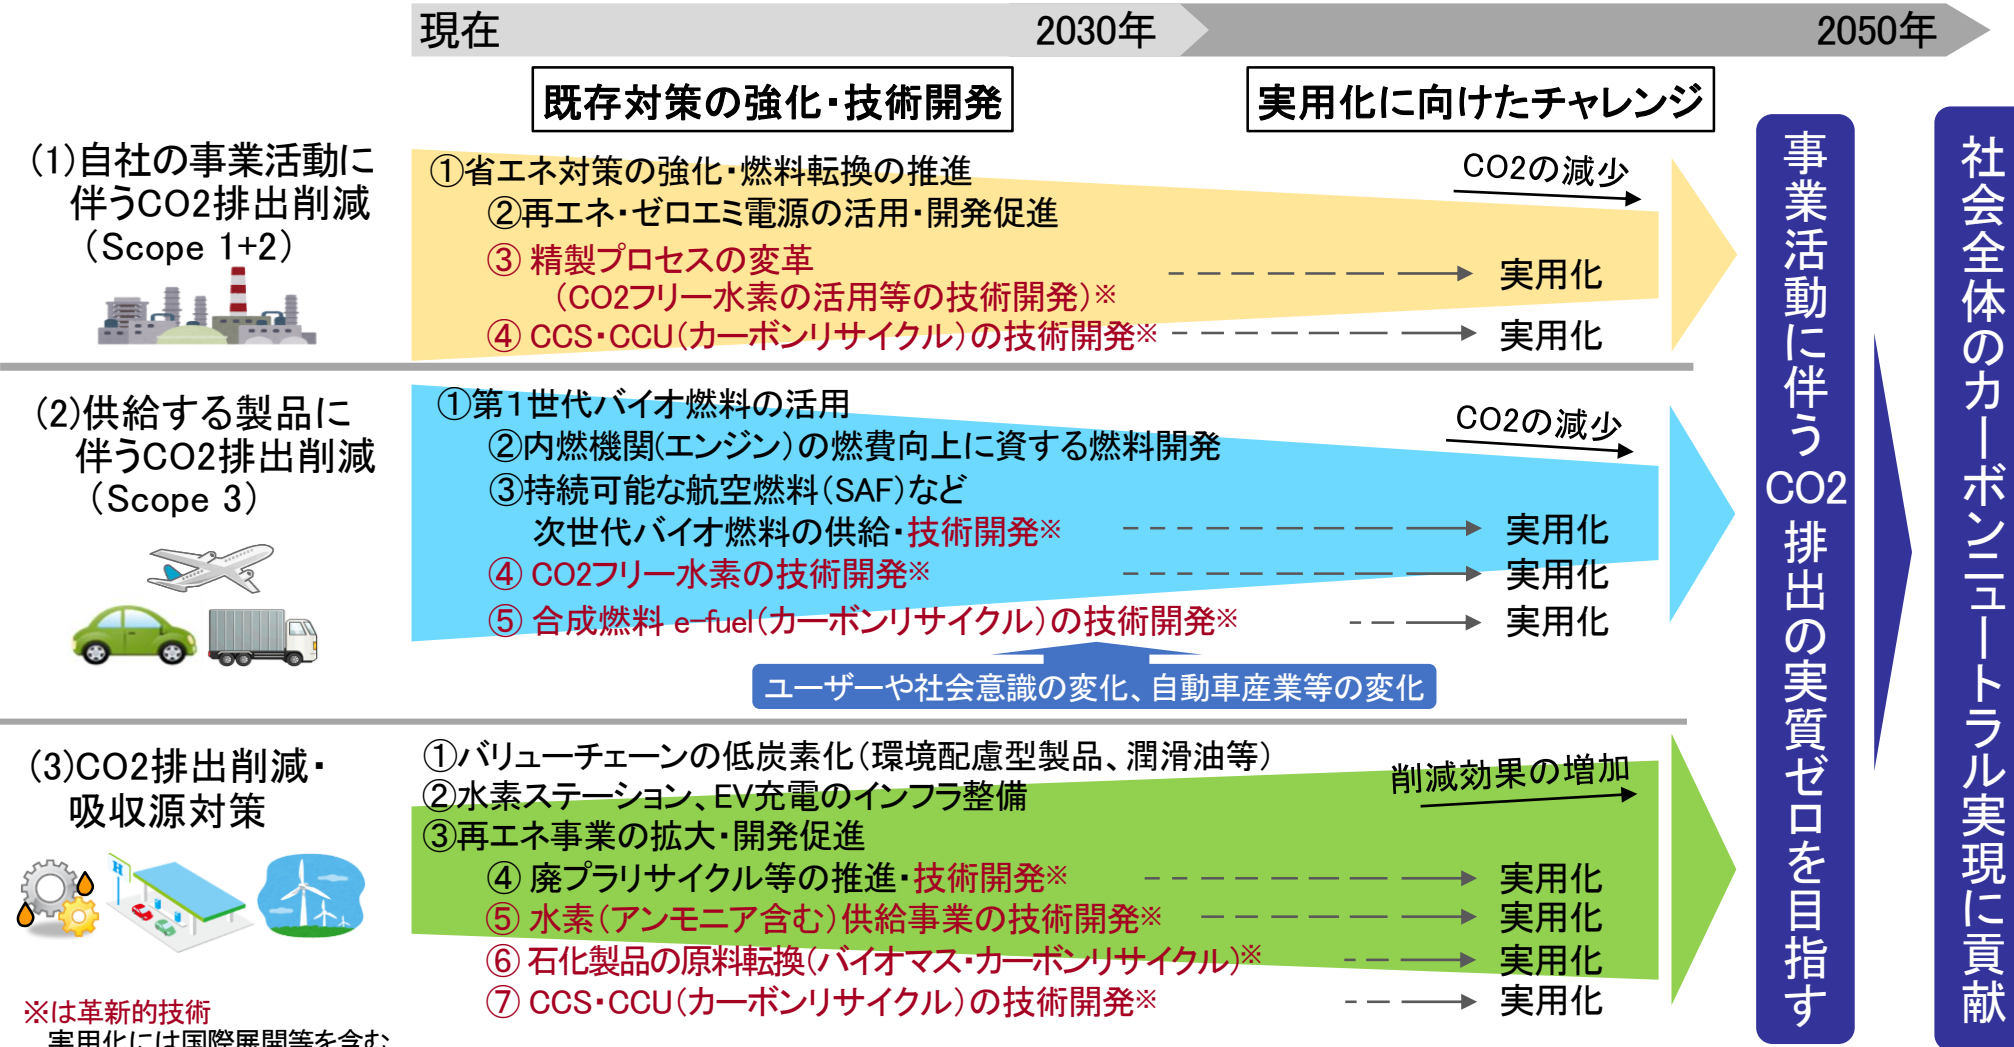 現在
2030年
2050年
既存対策の強化・技術開発
実用化に向けたチャレンジ
(1)自社の事業活動に
伴うCO2排出削減
（Scope 1+2）
①省エネ対策の強化・燃料転換の推進
②再エネ・ゼロエミ電源の活用・開発促進
③ 精製プロセスの変革
（CO2フリー水素の活用等の技術開発）※
実用化
④ CCS・CCU（カーボンリサイクル）の技術開発※
実用化
CO2の減少
(2)供給する製品に
伴うCO2排出削減
（Scope 3）
①第１世代バイオ燃料の活用
②内燃機関(エンジン）の燃費向上に資する燃料開発
③持続可能な航空燃料（SAF）など
次世代バイオ燃料の供給・技術開発※
実用化
④ CO2フリー水素の技術開発※
実用化
⑤ 合成燃料 e-fuel（カーボンリサイクル）の技術開発※
実用化
CO2の減少
ユーザーや社会意識の変化、自動車産業等の変化
(3)CO2排出削減・
吸収源対策
①バリューチェーンの低炭素化（環境配慮型製品、潤滑油等）
②水素ステーション、EV充電のインフラ整備
③再エネ事業の拡大・開発促進
④ 廃プラリサイクル等の推進・技術開発※
実用化
⑤ 水素（アンモニア含む）供給事業の技術開発※
実用化
⑥ 石化製品の原料転換(バイオマス・カーボンリサイクル)※
実用化
⑦ CCS・CCU（カーボンリサイクル）の技術開発※
実用化
削減効果の増加
H
※は革新的技術
実用化には国際展開等を含む
事業活動に伴うCO2排出の実質ゼロを目指す
社会全体のカーボンニュートラル実現に貢献